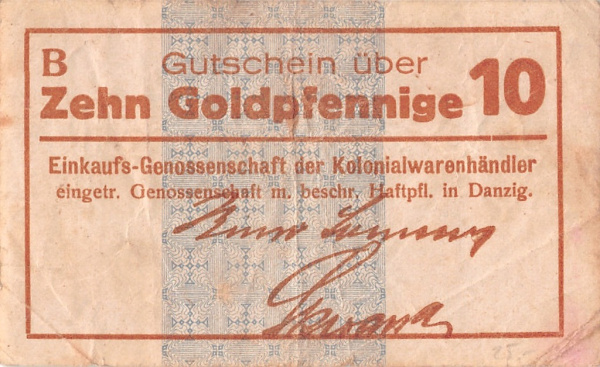 B Gutschein über
Zehn Goldpfennige 10
Einkaufs-Genossenschaft der Kolonialwarenhändler
eingetr. Genossenschaft m. beschr. Haftpfl. in Danzig.